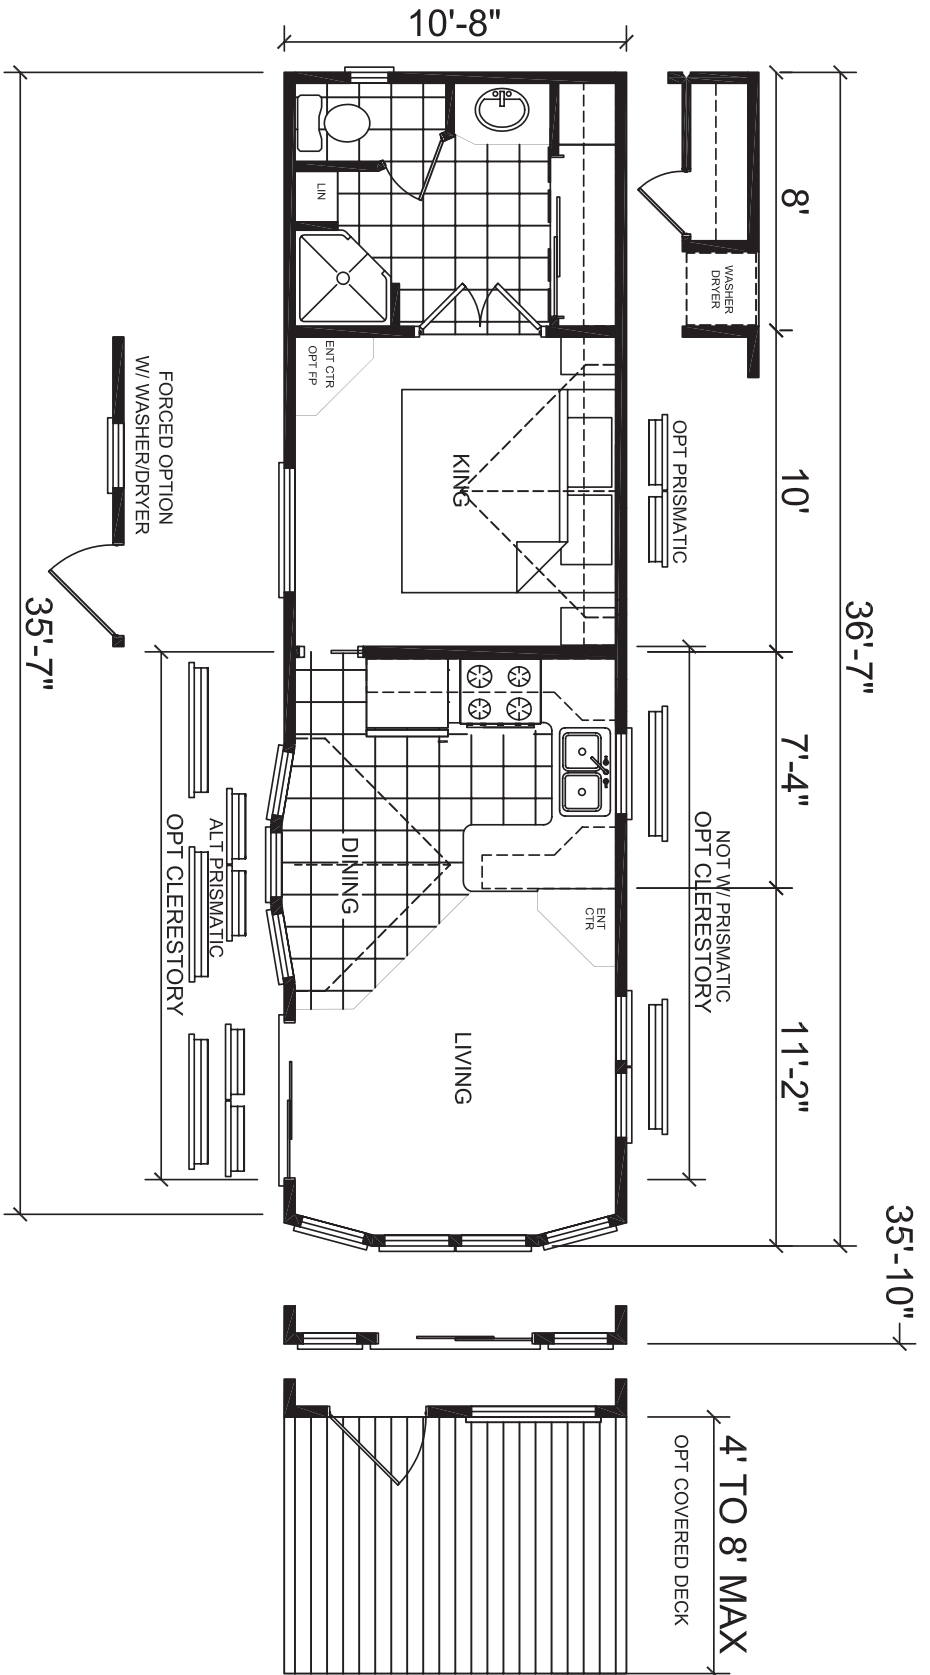 10'-8"
36'-7"
35'-10"
8'
10'
7'-4"
11'-2"
WASHER
DRYER
OPT PRISMATIC
NOT W/ PRISMATIC
OPT CLERESTORY
4' TO 8' MAX
OPT COVERED DECK
LIN
ENT CTR
OPT FP
KING
DINING
ENT
CTR
LIVING
FORCED OPTION
W/ WASHER/DRYER
ALT PRISMATIC
OPT CLERESTORY
35'-7"